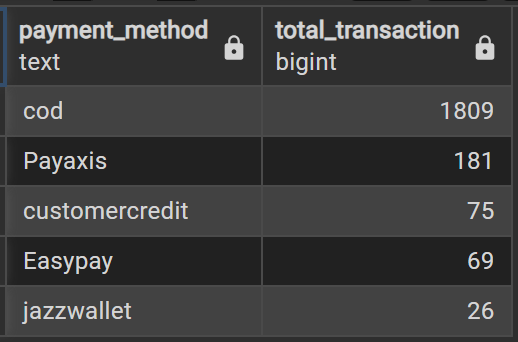 payment_method total_transaction
text bigint
cod 1809
Payaxis 181
customercredit 75
Easypay 69
jazzwallet 26